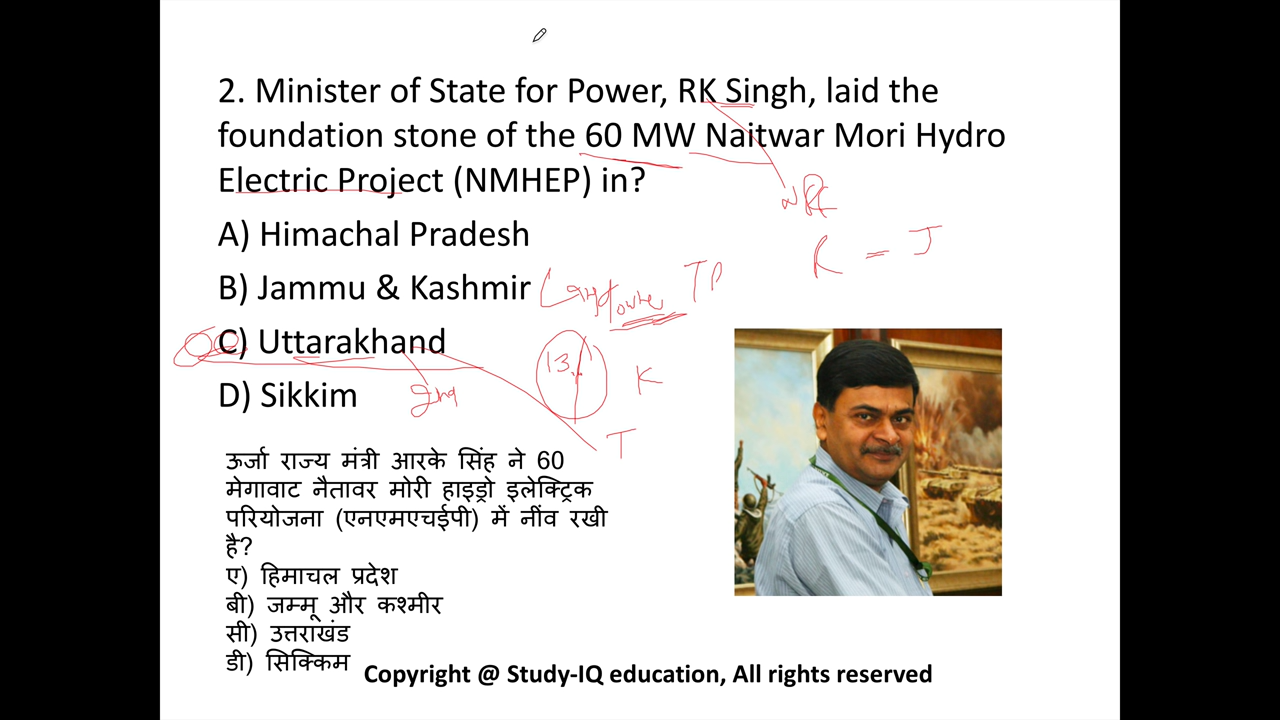 2. Minister of State for Power, RK Singh, laid the
foundation stone of the 60 MW Naitwar Mori Hydro
Electric Project (NMHEP) in?
A) Himachal Pradesh
B) Jammu & Kashmir
C) Uttarakhand
D) Sikkim
K = J
TP
13
K
T
ऊर्जा राज्य मंत्री आरके सिंह ने 60
मेगावाट नैतावर मोरी हाइड्रो इलेक्ट्रिक
परियोजना (एनएमएचईपी) में नींव रखी
है?
ए) हिमाचल प्रदेश
बी) जम्मू और कश्मीर
सी) उत्तराखंड
डी) सिक्किम
Copyright @ Study-IQ education, All rights reserved